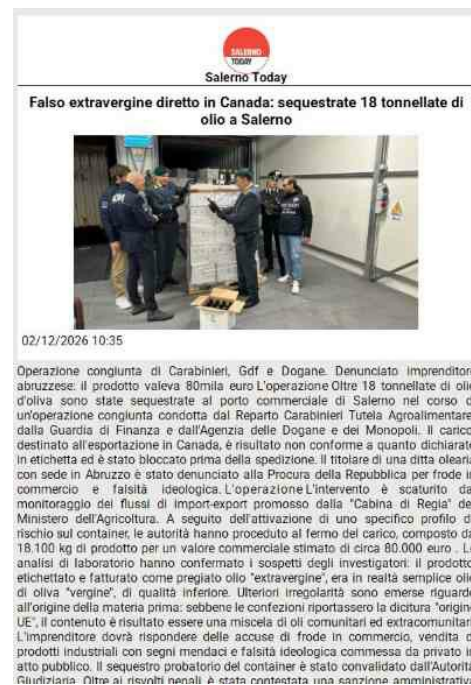 SALERNO
TODAY
Salerno Today
Falso extravergine diretto in Canada: sequestrate 18 tonnellate di
olio a Salerno
02/12/2026 10:35
Operazione congiunta di Carabinieri, Gdf e Dogane. Denunciato imprenditore
abruzzese: il prodotto valeva 80mila euro L'operazione Oltre 18 tonnellate di olio
d'oliva sono state sequestrate al porto commerciale di Salerno nel corso d
un'operazione congiunta condotta dal Reparto Carabinieri Tutela Agroalimentare
dalla Guardia di Finanza e dall'Agenzia delle Dogane e dei Monopoli. Il carico
destinato all'esportazione in Canada, è risultato non conforme a quanto dichiarato
in etichetta ed è stato bloccato prima della spedizione. Il titolare di una ditta olearia
con sede in Abruzzo è stato denunciato alla Procura della Repubblica per frode in
commercio e falsità ideologica. L'operazione L'intervento è scaturito da
monitoraggio dei flussi di import-export promosso dalla "Cabina di Regia" de
Ministero dell'Agricoltura. A seguito dell'attivazione di uno specifico profilo d
rischio sul container, le autorità hanno proceduto al fermo del carico, composto da
18.100 kg di prodotto per un valore commerciale stimato di circa 80.000 euro . Le
analisi di laboratorio hanno confermato i sospetti degli investigatori: il prodotto
etichettato e fatturato come pregiato olio "extravergine", era in realtà semplice olio
di oliva "vergine", di qualità inferiore. Ulteriori irregolarità sono emerse riguardo
all'origine della materia prima: sebbene le confezioni riportassero la dicitura "origine
UE", il contenuto è risultato essere una miscela di oli comunitari ed extracomunitari
L'imprenditore dovrà rispondere delle accuse di frode in commercio, vendita d
prodotti industriali con segni mendaci e falsità ideologica commessa da privato in
atto pubblico. Il sequestro probatorio del container è stato convalidato dall'Autorità
Giudiziaria. Oltre ai risvolti penali, è stata contestata una sanzione amministrativa